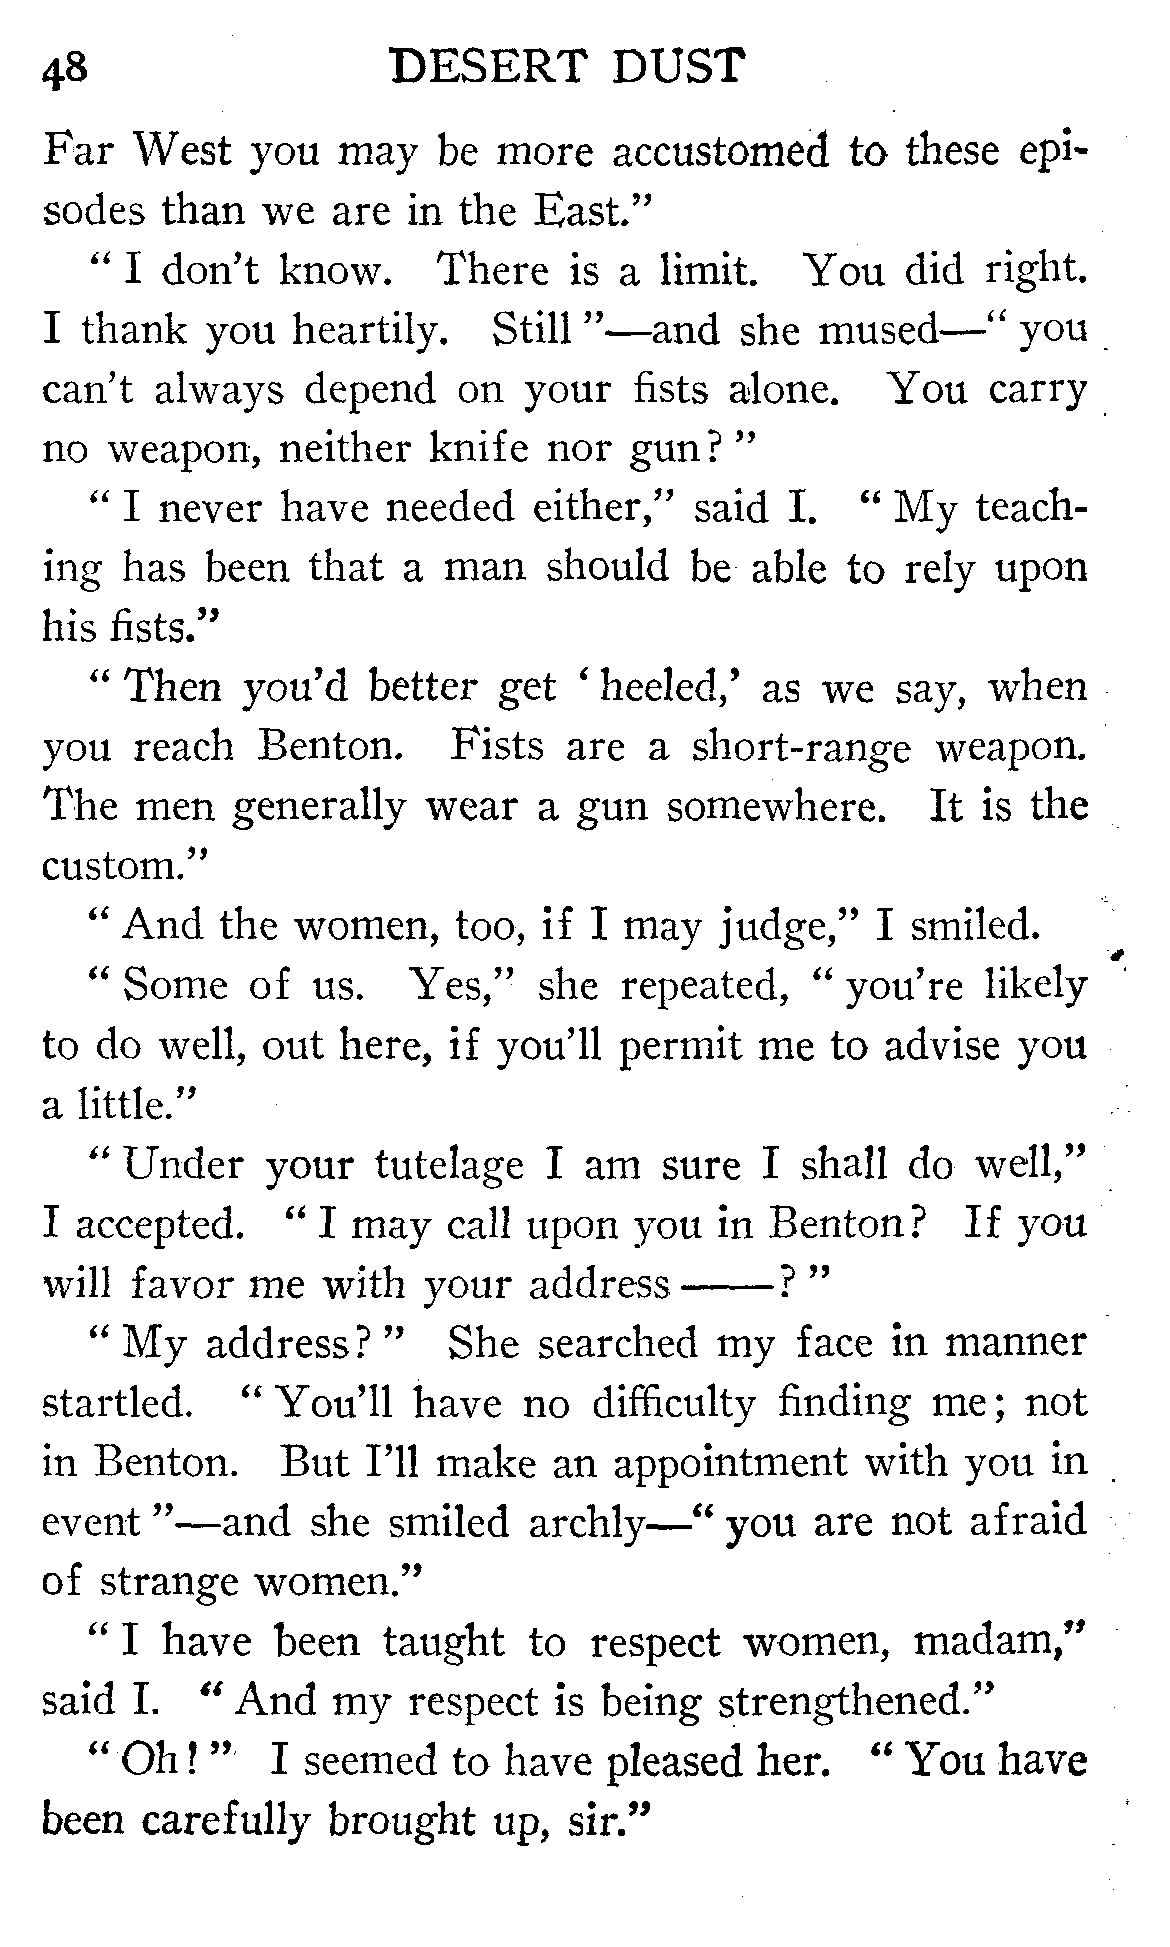 48 DESERT DUST
Far West you may be more accustomed to these epi-
sodes than we are in the East.”
“ I don’t know. There is a limit. You did right.
I thank you heartily. Still ”—and she mused—“ you
can’t always depend on your fists alone. You carry
no weapon, neither knife nor gun? ”
“ I never have needed either,” said I. “ My teach-
ing has been that a man should be able to rely upon
his fists.”
“ Then you’d better get ‘ heeled,’ as we say, when
you reach Benton. Fists are a short-range weapon.
The men generally wear a gun somewhere. It is the
custom.”
“ And the women, too, if I may judge,” I smiled.
“ Some of us. Yes,” she repeated, “ you’re likely
to do well, out here, if you’ll permit me to advise you
a little.”
“ Under your tutelage I am sure I shall do well,”
I accepted. “ I may call upon you in Benton? If you
will favor me with your address ——? ”
“ My address? ” She searched my face in manner
startled. “ You’ll have no difficulty finding me; not
in Benton. But I’ll make an appointment with you in
event ”—and she smiled archly—“ you are not afraid
of strange women.”
“ I have been taught to respect women, madam,”
said I. “ And my respect is being strengthened.”
“ Oh! ” I seemed to have pleased her. “ You have
been carefully brought up, sir.”